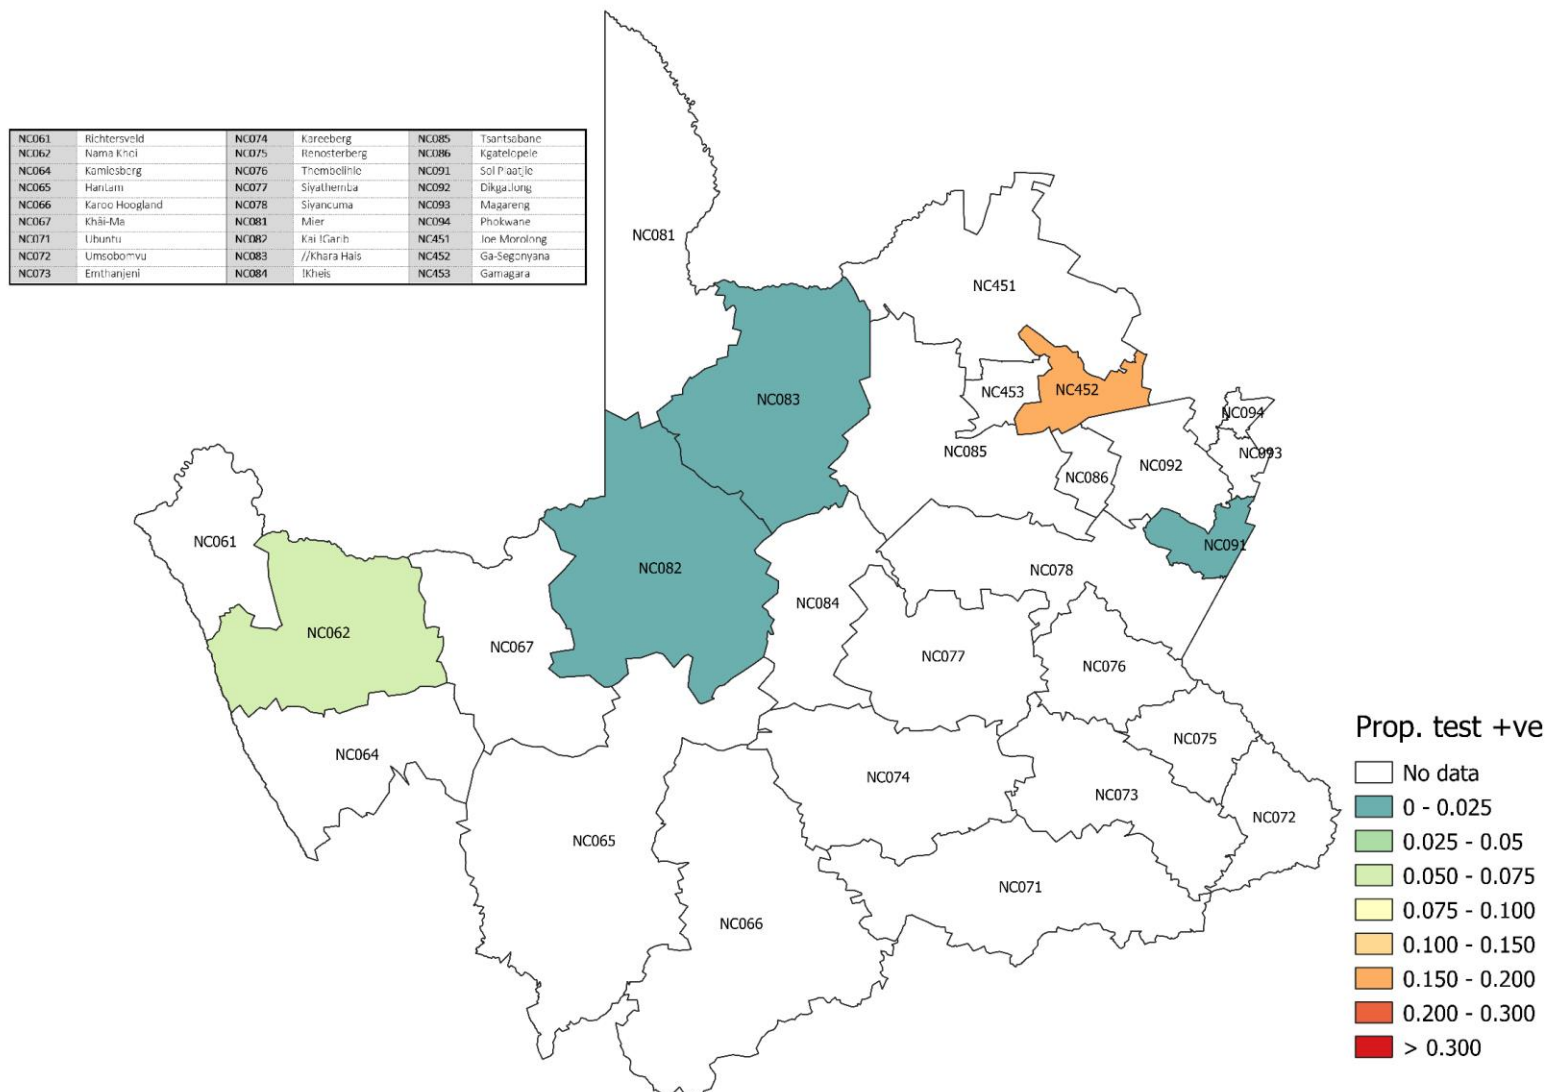 NC061 Richtersveld NC074 Kareeberg NC085 Tsantsabane
NC062 Nama Khoi NC075 Renosterberg NC086 Kgatelopele
NC064 Kamiesberg NC076 Thembelihle NC091 Sol Plaatjie
NC065 Hantam NC077 Siyathemba NC092 Dikgatlong
NC066 Karoo Hoogland NC078 Siyancuma NC093 Magareng
NC067 Khâi-Ma NC081 Mier NC094 Phokwane
NC071 Ubuntu NC082 Kai !Garib NC451 Joe Morolong
NC072 Umsobomvu NC083 //Khara Hais NC452 Ga-Segonyana
NC073 Emthanjeni NC084 !Kheis NC453 Gamagara
NC081
NC451
NC083
NC453
NC452
NC094
NC085
NC093
NC092
NC086
NC061
NC091
NC082
NC078
NC084
NC062
NC067
NC077
NC076
NC075
NC064
NC074
NC073
NC072
NC065
NC071
NC066
Prop. test +ve
No data
0 - 0.025
0.025 - 0.05
0.050 - 0.075
0.075 - 0.100
0.100 - 0.150
0.150 - 0.200
0.200 - 0.300
> 0.300